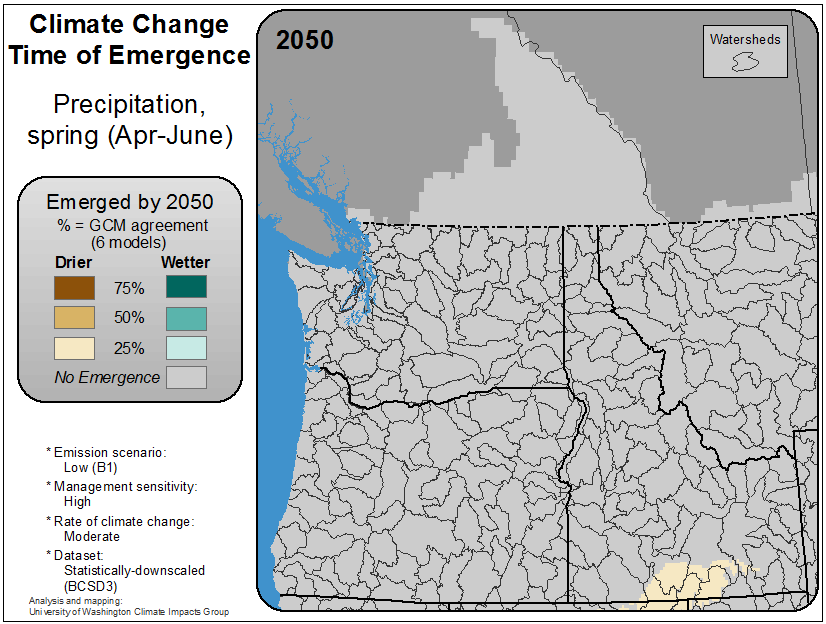 Climate Change
Time of Emergence
Precipitation,
spring (Apr-June)
Emerged by 2050
% = GCM agreement
(6 models)
Drier Wetter
75%
50%
25%
No Emergence
* Emission scenario:
Low (B1)
* Management sensitivity:
High
* Rate of climate change:
Moderate
* Dataset:
Statistically-downscaled
(BCSD3)
Analysis and mapping:
University of Washington Climate Impacts Group
2050
Watersheds